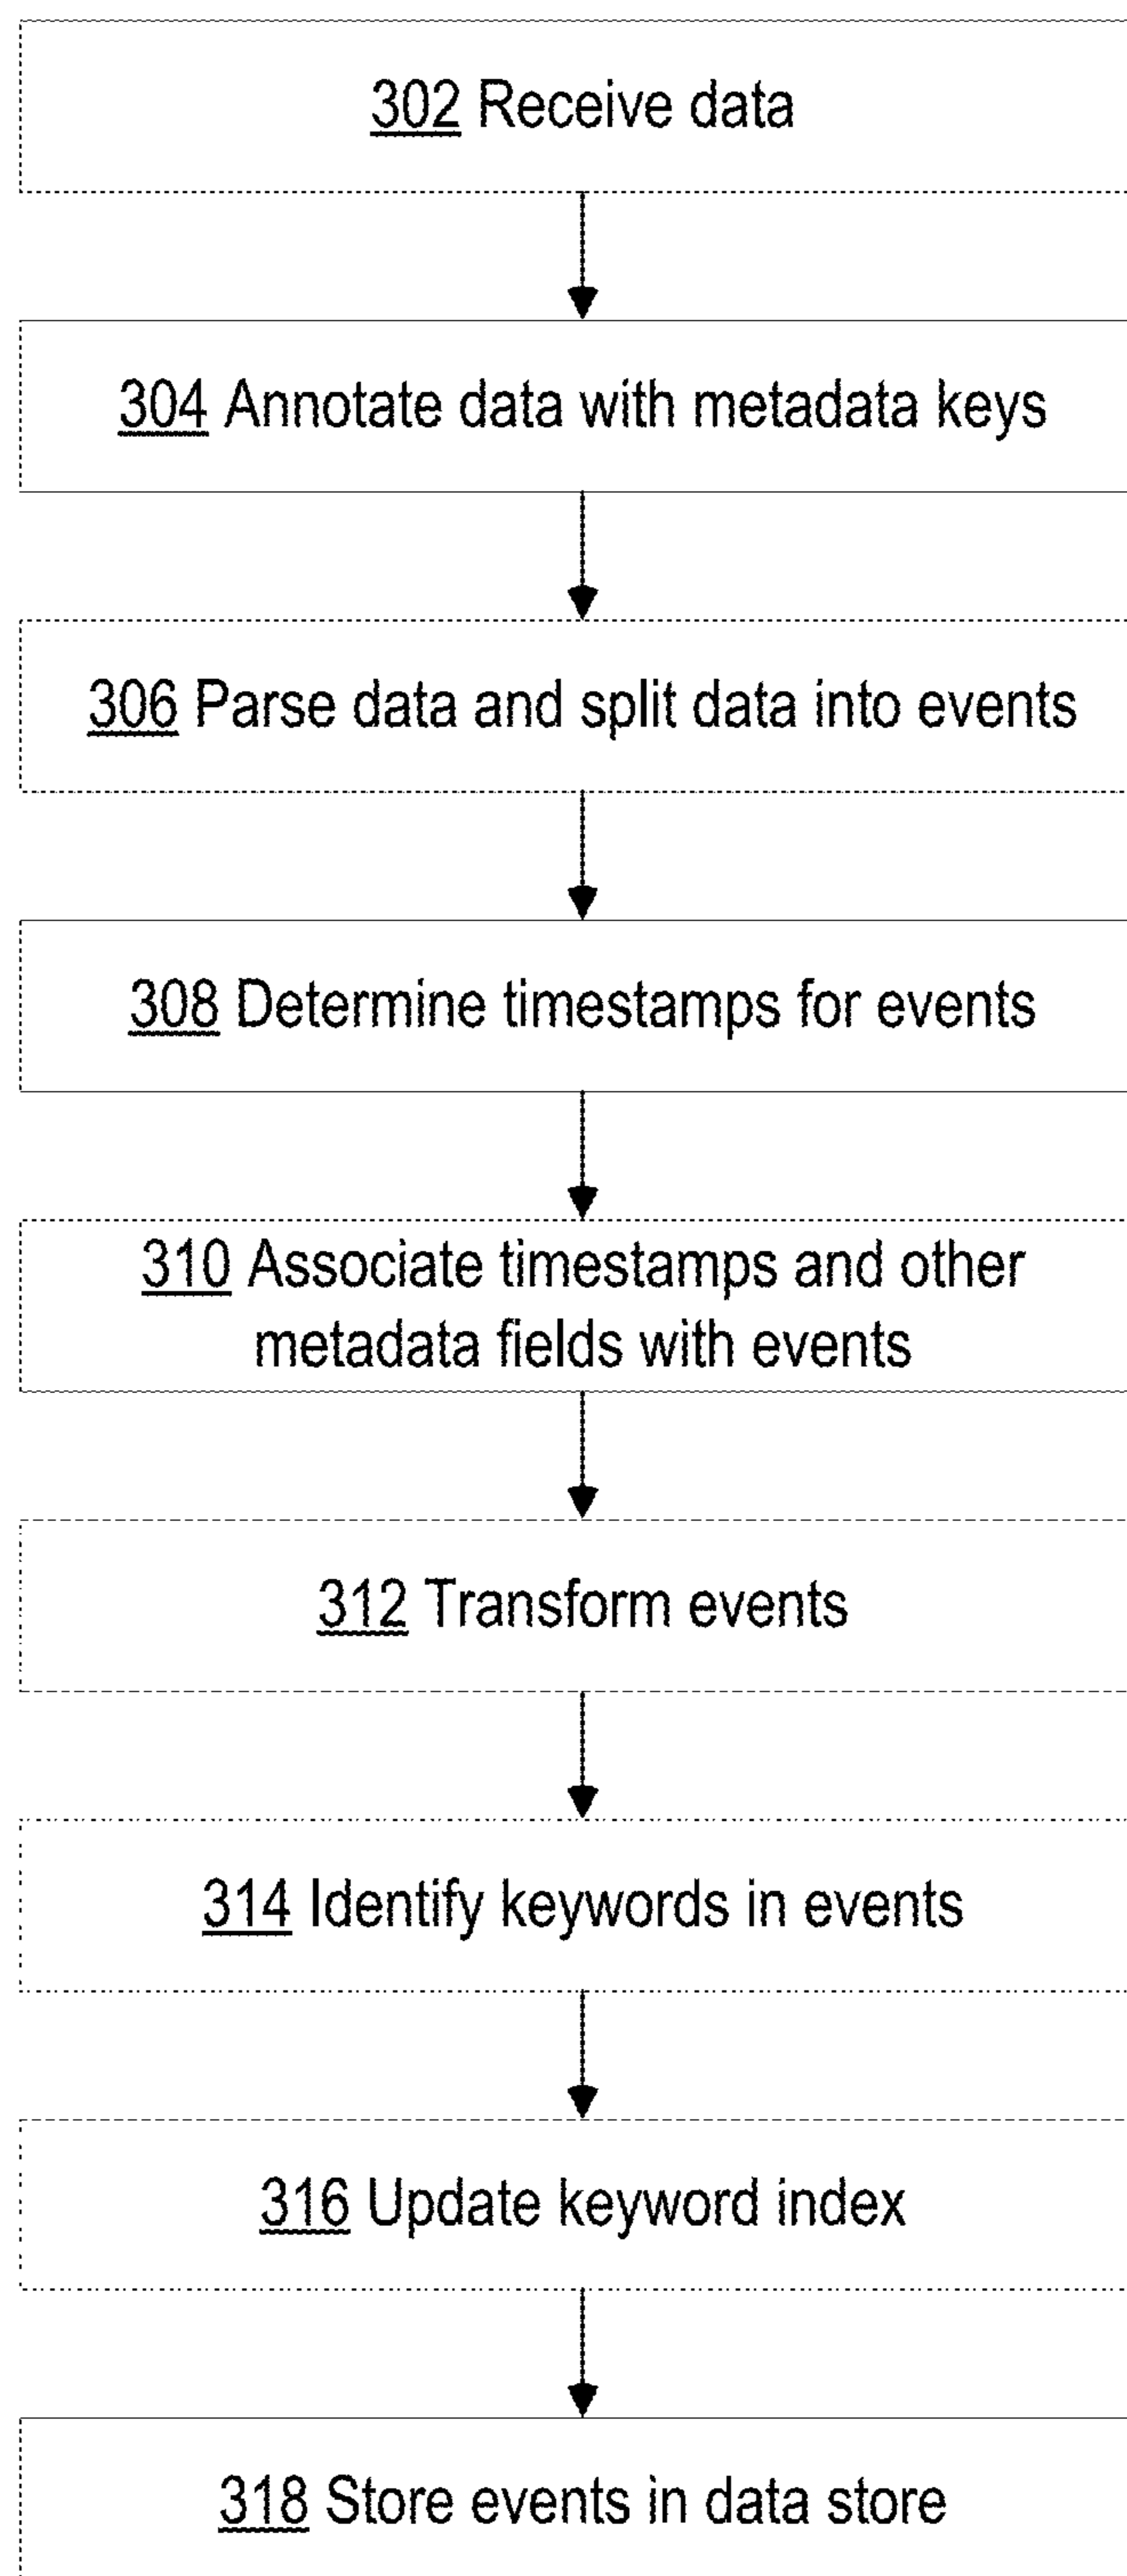 302 Receive data
304 Annotate data with metadata keys
306 Parse data and split data into events
308 Determine timestamps for events
310 Associate timestamps and other
metadata fields with events
312 Transform events
314 Identify keywords in events
316 Update keyword index
318 Store events in data store